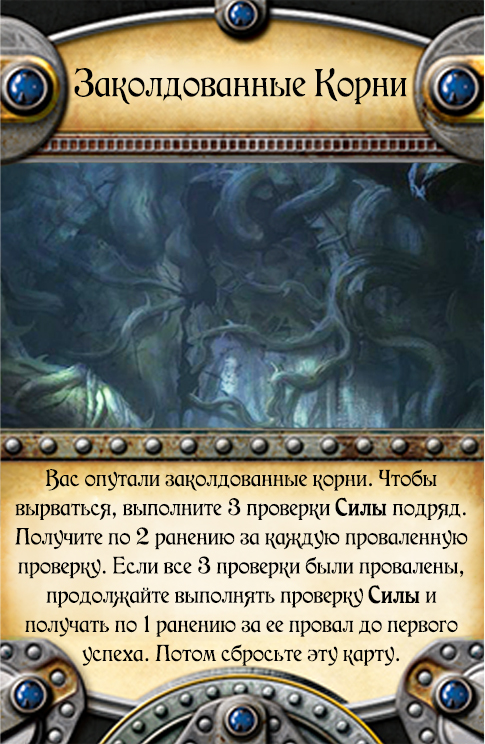 Заколдованные Корни
Вас опутали заколдованные корни. Чтобы
вырваться, выполните 3 проверки Силы подряд.
Получите по 2 ранению за каждую проваленную
проверку. Если все 3 проверки были провалены,
продолжайте выполнять проверку Силы и
получать по 1 ранению за ее провал до первого
успеха. Потом сбросьте эту карту.